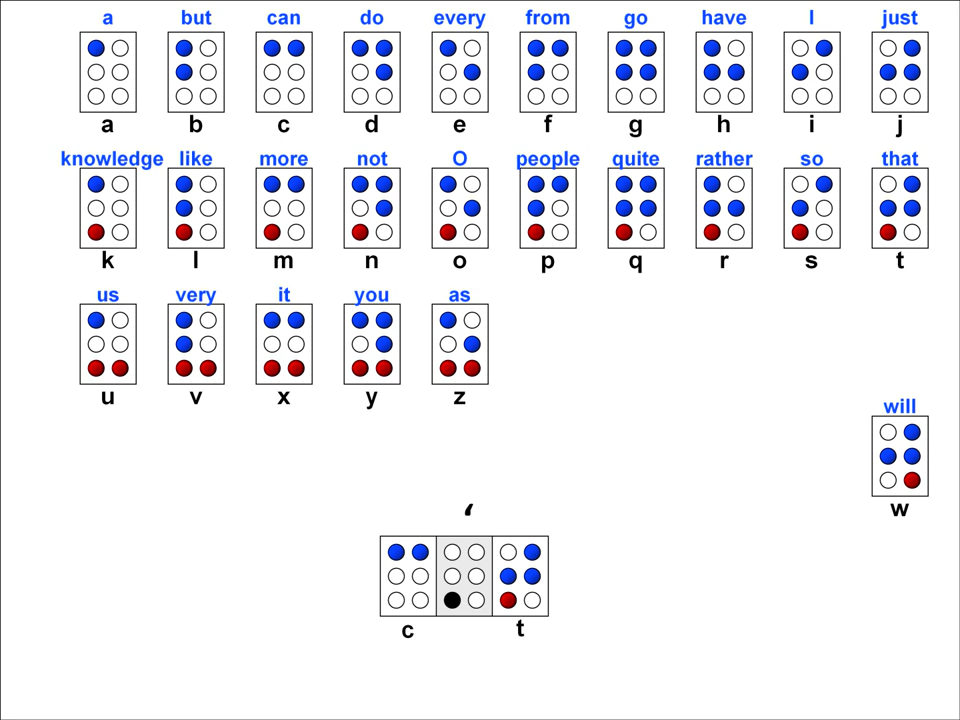 a but can do every from go have I just
a b c d e f g h i j
knowledge like more not O people quite rather so that
k l m n o p q r s t
us very it you as
u v x y z
will
w
‘
c t